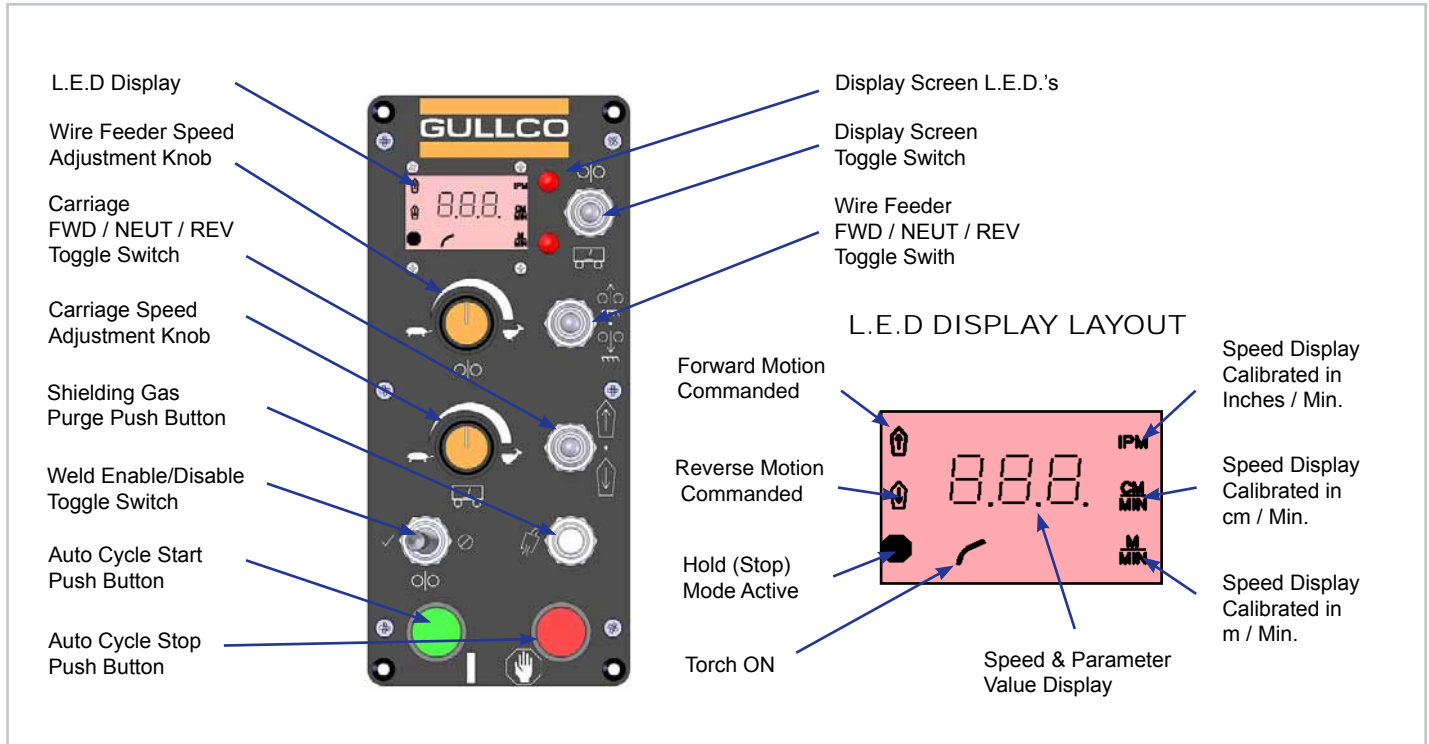 L.E.D Display
Wire Feeder Speed
Adjustment Knob
Carriage
FWD / NEUT / REV
Toggle Switch
Carriage Speed
Adjustment Knob
Shielding Gas
Purge Push Button
Weld Enable/Disable
Toggle Switch
Auto Cycle Start
Push Button
Auto Cycle Stop
Push Button
GULLCO
IPM
8.8.8.
CM
MIN
M
MIN
Display Screen L.E.D.'s
Display Screen
Toggle Switch
Wire Feeder
FWD / NEUT / REV
Toggle Swith
L.E.D DISPLAY LAYOUT
Forward Motion
Commanded
Reverse Motion
Commanded
Hold (Stop)
Mode Active
Torch ON
IPM
8.8.8.
CM
MIN
M
MIN
Speed & Parameter
Value Display
Speed Display
Calibrated in
Inches / Min.
Speed Display
Calibrated in
cm / Min.
Speed Display
Calibrated in
m / Min.